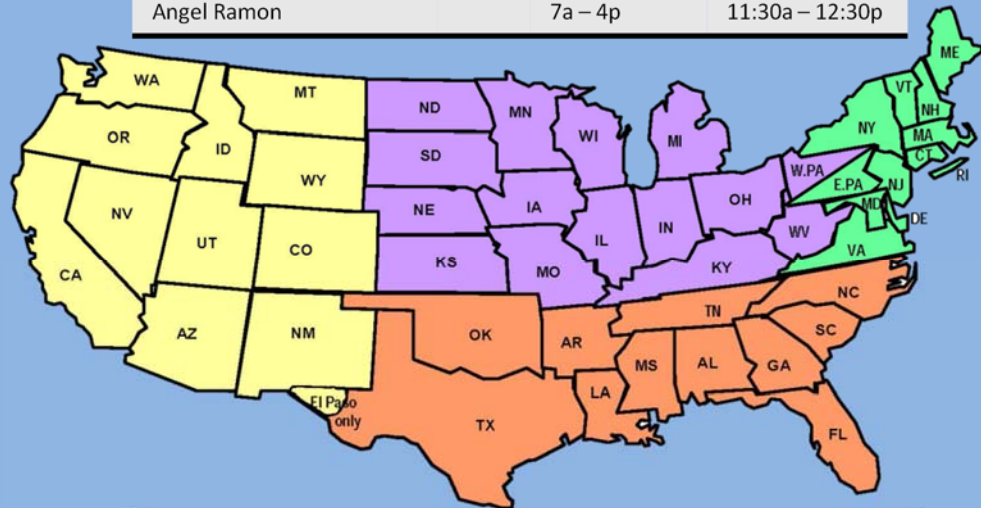 Angel Ramon 7a – 4p 11:30a – 12:30p
ME
WA
MT
ND
MN
VT
NH
OR
ID
SD
WI
MI
NY
MA
CT
RI
WY
W.PA
E.PA
NJ
NV
NE
IA
OH
MD
DE
UT
CO
IL
IN
WV
VA
CA
KS
MO
KY
NC
AZ
NM
OK
AR
TN
SC
MS
AL
GA
El Paso
only
LA
TX
FL